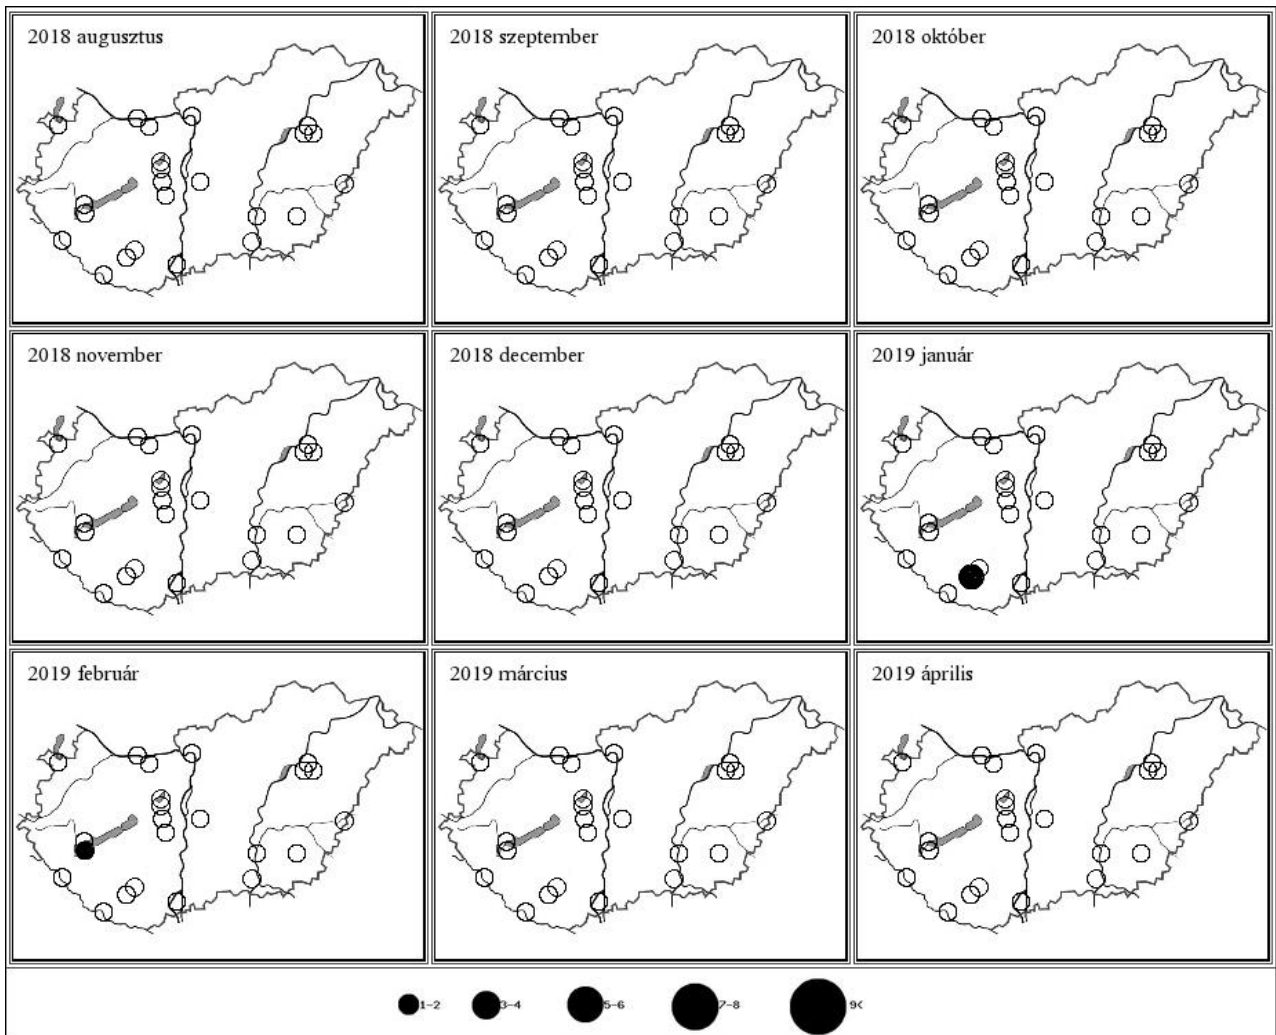 2018 augusztus
2018 szeptember
2018 október
2018 november
2018 december
2019 január
2019 február
2019 március
2019 április
1-2
3-4
5-6
7-8
9<